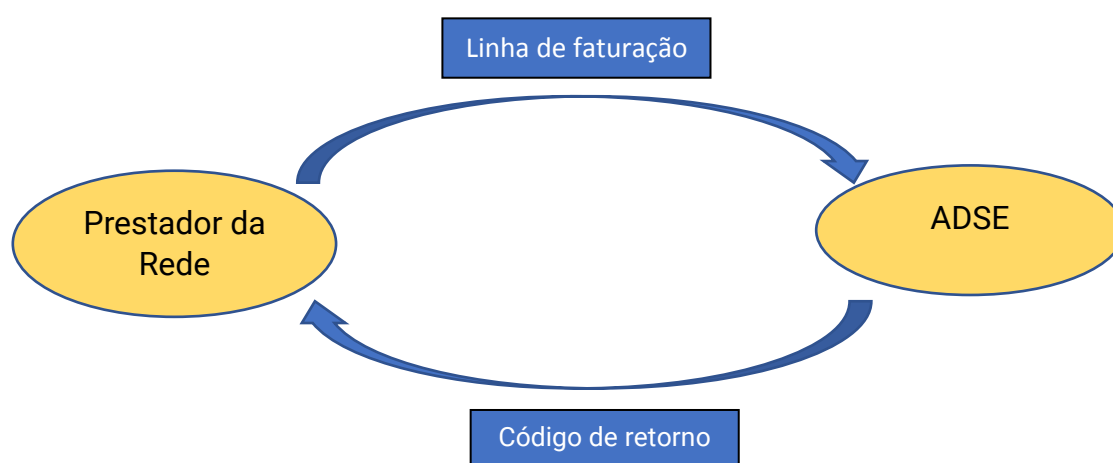 Linha de faturação
Prestador da
Rede
ADSE
Código de retorno